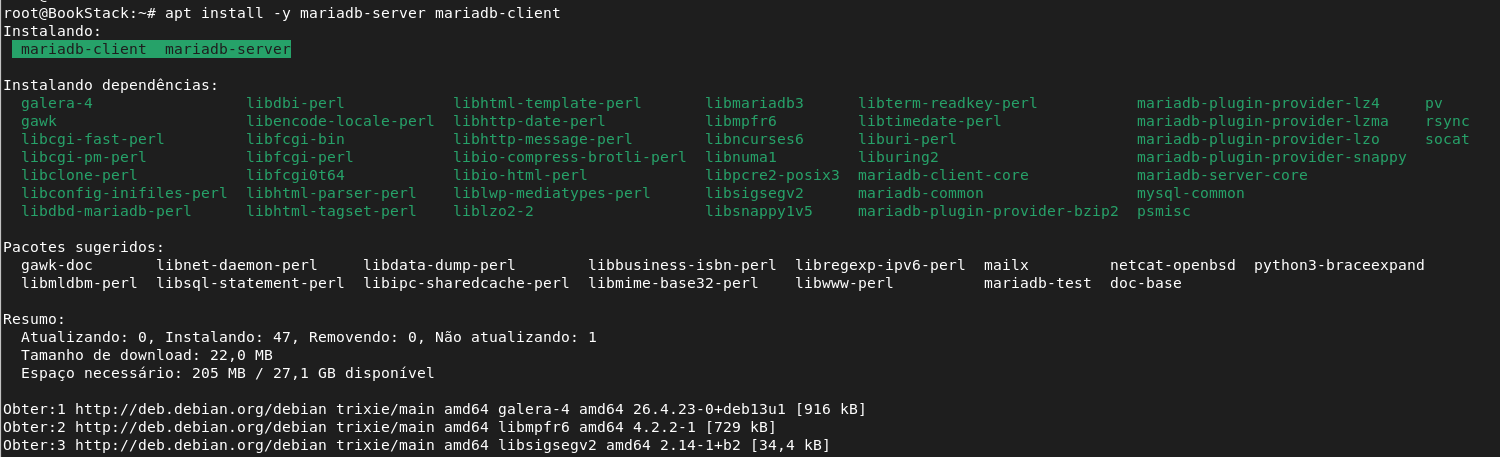 root@BookStack:~# apt install -y mariadb-server mariadb-client
Instalando:
  mariadb-client  mariadb-server

Instalando dependências:
  galera-4                 libdbi-perl            libhtml-template-perl       libmariadb3     libterm-readkey-perl           mariadb-plugin-provider-lz4     pv
  gawk                     libencode-locale-perl  libhttp-date-perl           libmpfr6        libtimedate-perl               mariadb-plugin-provider-lzma    rsync
  libcgi-fast-perl         libfcgi-bin            libhttp-message-perl        libncurses6     liburi-perl                    mariadb-plugin-provider-lzo     socat
  libcgi-pm-perl           libfcgi-perl           libio-compress-brotli-perl  libnuma1        liburing2                      mariadb-plugin-provider-snappy
  libclone-perl            libfcgi0t64            libio-html-perl             libpcre2-posix3  mariadb-client-core            mariadb-server-core
  libconfig-inifiles-perl  libhtml-parser-perl    liblwp-mediatypes-perl      libsigsegv2     mariadb-common                 mysql-common
  libdbd-mariadb-perl      libhtml-tagset-perl    liblzo2-2                   libsnappy1v5    mariadb-plugin-provider-bzip2  psmisc

Pacotes sugeridos:
  gawk-doc       libnet-daemon-perl     libdata-dump-perl        libbusiness-isbn-perl  libregexp-ipv6-perl  mailx         netcat-openbsd  python3-braceexpand
  libmldbm-perl  libsql-statement-perl  libipc-sharedcache-perl  libmime-base32-perl    libwww-perl          mariadb-test  doc-base

Resumo:
  Atualizando: 0, Instalando: 47, Removendo: 0, Não atualizando: 1
  Tamanho de download: 22,0 MB
  Espaço necessário: 205 MB / 27,1 GB disponível

Obter:1 http://deb.debian.org/debian trixie/main amd64 galera-4 amd64 26.4.23-0+deb13u1 [916 kB]
Obter:2 http://deb.debian.org/debian trixie/main amd64 libmpfr6 amd64 4.2.2-1 [729 kB]
Obter:3 http://deb.debian.org/debian trixie/main amd64 libsigsegv2 amd64 2.14-1+b2 [34,4 kB]